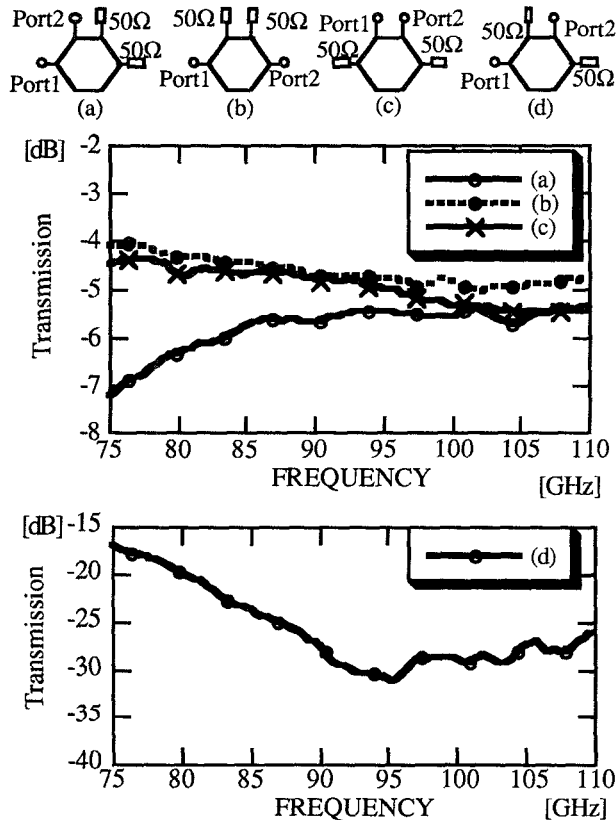 Port2 50Ω 50Ω 50Ω Port1 Port2 50Ω Port2
50Ω 50Ω 50Ω
Port1 Port1 Port2 Port1 50Ω
(a) (b) (c) (d)
[dB] -2
-3
-4
-5
-6
-7
-8
Transmission
(a)
(b)
(c)
75 80 85 90 95 100 105 110
FREQUENCY [GHz]
[dB] -15
-20
-25
-30
-35
-40
Transmission
(d)
75 80 85 90 95 100 105 110
FREQUENCY [GHz]